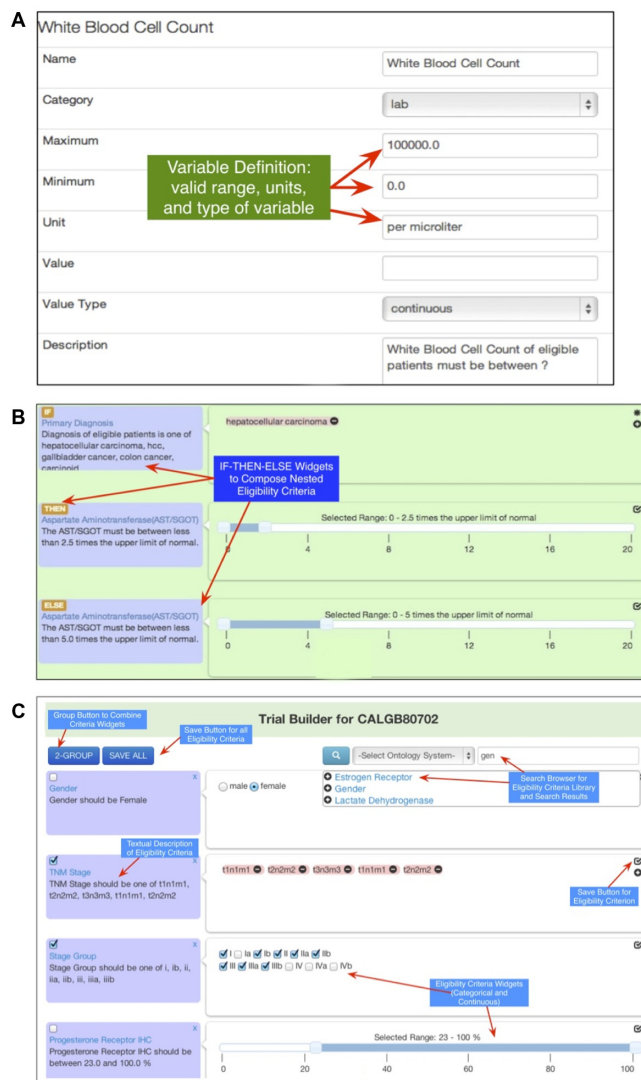 A
White Blood Cell Count
Name
White Blood Cell Count
Category
lab
Maximum
100000.0
Variable Definition:
valid range, units,
and type of variable
Minimum
0.0
Unit
per microliter
Value
Value Type
continuous
Description
White Blood Cell Count of eligible
patients must be between ?
B
IF
Primary Diagnosis
Diagnosis of eligible patients is one of
hepatocellular carcinoma, hcc,
gallbladder cancer, colon cancer,
carcinoid
hepatocellular carcinoma
IF-THEN-ELSE Widgets
to Compose Nested
Eligibility Criteria
THEN
Aspartate Aminotransferase(AST/SGOT)
The AST/SGOT must be between less
than 2.5 times the upper limit of normal.
Selected Range: 0 - 2.5 times the upper limit of normal
0 4 8 12 16 20
ELSE
Aspartate Aminotransferase(AST/SGOT)
The AST/SGOT must be between less
than 5.0 times the upper limit of normal.
Selected Range: 0 - 5 times the upper limit of normal
0 4 8 12 16 20
C
Trial Builder for CALGB80702
Group Button to Combine
Criteria Widgets
Save Button for all
Eligibility Criteria
2-GROUP SAVE ALL
-Select Ontology System- gen
x
Gender
Gender should be Female
male female
Estrogen Receptor
Gender
Lactate Dehydrogenase
Search Browser for
Eligibility Criteria Library
and Search Results
Textual Description
of Eligibility Criteria
x
TNM Stage
TNM Stage should be one of t1n1m1,
t2n2m2, t3n3m3, t1n1m1, t2n2m2
t1n1m1 t2n2m2 t3n3m3 t1n1m1 t2n2m2
Save Button for
Eligibility Criterion
x
Stage Group
Stage Group should be one of i, ib, ii,
iia, iib, iii, iiia, iiib
I Ia Ib II IIa IIb
III IIIa IIIb IV IVa IVb
Eligibility Criteria Widgets
(Categorical and
Continuous)
x
Progesterone Receptor IHC
Progesterone Receptor IHC should be
between 23.0 and 100.0 %
Selected Range: 23 - 100 %
0 20 40 60 80 100